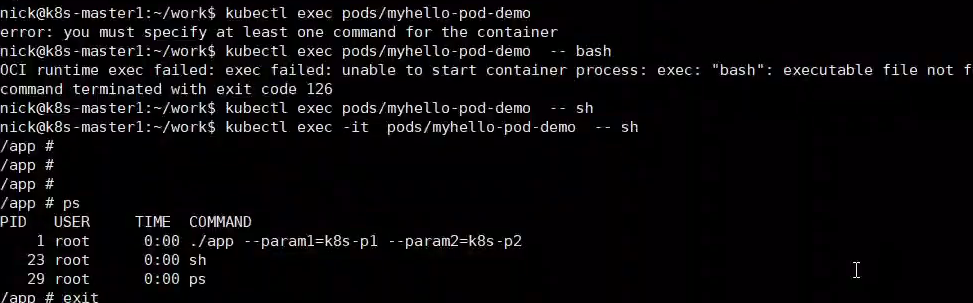 nick@k8s-master1:~/work$ kubectl exec pods/myhello-pod-demo
error: you must specify at least one command for the container
nick@k8s-master1:~/work$ kubectl exec pods/myhello-pod-demo  -- bash
OCI runtime exec failed: exec failed: unable to start container process: exec: "bash": executable file not f
command terminated with exit code 126
nick@k8s-master1:~/work$ kubectl exec pods/myhello-pod-demo  -- sh
nick@k8s-master1:~/work$ kubectl exec -it  pods/myhello-pod-demo  -- sh
/app #
/app #
/app #
/app # ps
PID   USER     TIME  COMMAND
    1 root      0:00 ./app --param1=k8s-p1 --param2=k8s-p2
   23 root      0:00 sh
   29 root      0:00 ps
/app # exit